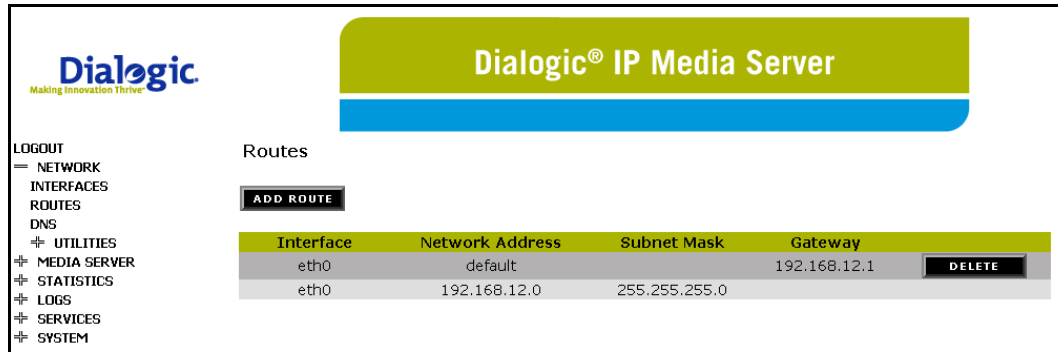 Dialogic.
Making Innovation Thrive™
Dialogic® IP Media Server
LOGOUT
NETWORK
INTERFACES
ROUTES
DNS
UTILITIES
MEDIA SERVER
STATISTICS
LOGS
SERVICES
SYSTEM
Routes
ADD ROUTE
Interface Network Address Subnet Mask Gateway
eth0 default 192.168.12.1 DELETE
eth0 192.168.12.0 255.255.255.0